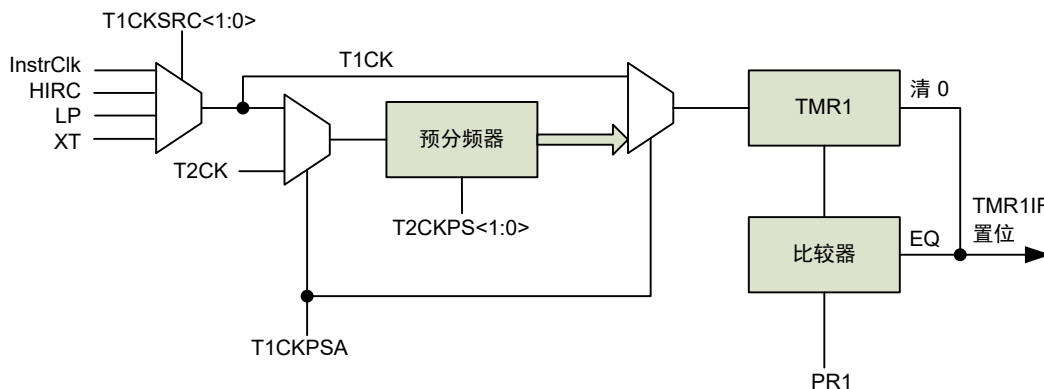 T1CKSRC<1:0>
InstrClk
HIRC
LP
XT
T1CK
T2CK
预分频器
T2CKPS<1:0>
T1CKPSA
TMR1
清 0
比较器
EQ
TMR1IF
置位
PR1